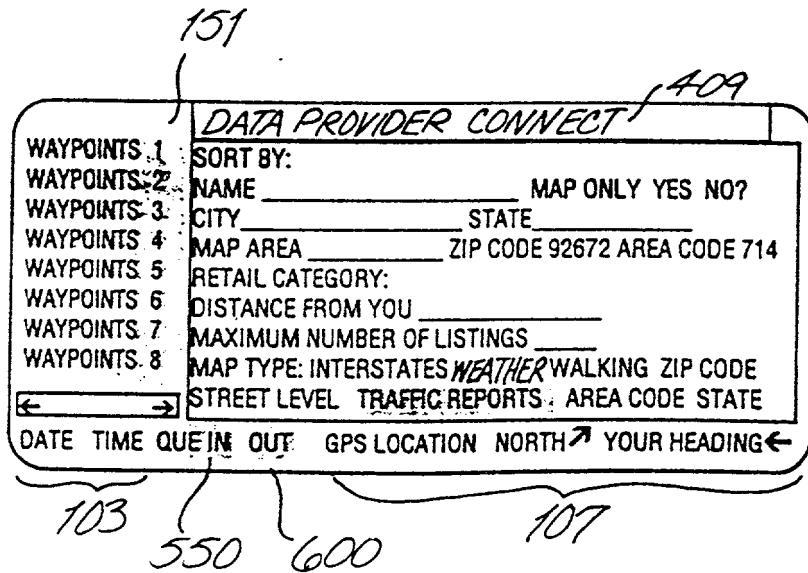 151
409
DATA PROVIDER CONNECT
WAYPOINTS 1
WAYPOINTS 2
WAYPOINTS 3
WAYPOINTS 4
WAYPOINTS 5
WAYPOINTS 6
WAYPOINTS 7
WAYPOINTS 8
SORT BY:
NAME MAP ONLY YES NO?
CITY STATE
MAP AREA ZIP CODE 92672 AREA CODE 714
RETAIL CATEGORY:
DISTANCE FROM YOU
MAXIMUM NUMBER OF LISTINGS
MAP TYPE: INTERSTATES WEATHER WALKING ZIP CODE
STREET LEVEL TRAFFIC REPORTS AREA CODE STATE
← →
DATE TIME QUE IN OUT GPS LOCATION NORTH↗ YOUR HEADING←
103 107
550 600